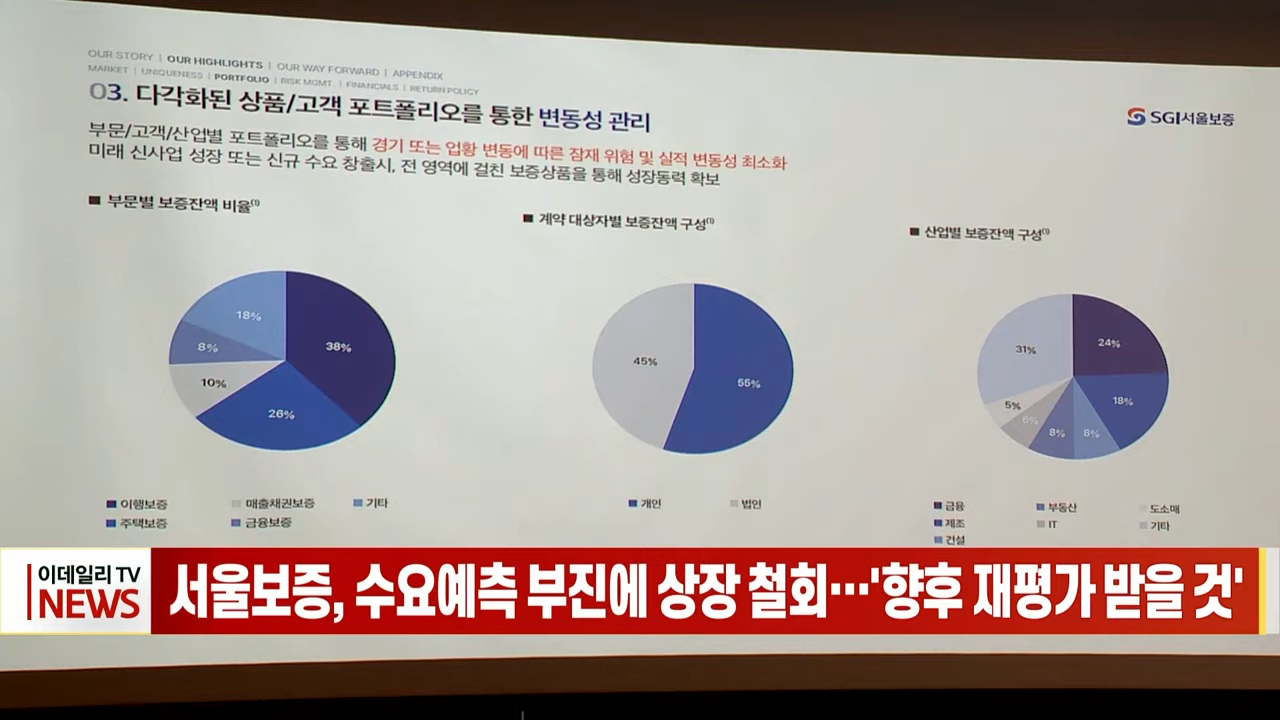 OUR STORY | OUR HIGHLIGHTS | OUR WAY FORWARD | APPENDIX
MARKET | UNIQUENESS | PORTFOLIO | RISK MGMT. | FINANCIALS | RETURN POLICY
03. 다각화된 상품/고객 포트폴리오를 통한 변동성 관리
SGI서울보증
부문/고객/산업별 포트폴리오를 통해 경기 또는 업황 변동에 따른 잠재 위험 및 실적 변동성 최소화
미래 신사업 성장 또는 신규 수요 창출시, 전 영역에 걸친 보증상품을 통해 성장동력 확보
■ 부문별 보증잔액 비율(1)
18%
38%
8%
10%
26%
■ 이행보증 ■ 매출채권보증 ■ 기타
■ 주택보증 ■ 금융보증
■ 계약 대상자별 보증잔액 구성(1)
45%
55%
■ 개인 ■ 법인
■ 산업별 보증잔액 구성(1)
31%
24%
5%
18%
6%
8%
8%
■ 금융 ■ 부동산 ■ 도소매
■ 제조 ■ IT ■ 기타
■ 건설
이데일리 TV
NEWS
서울보증, 수요예측 부진에 상장 철회…'향후 재평가 받을 것'